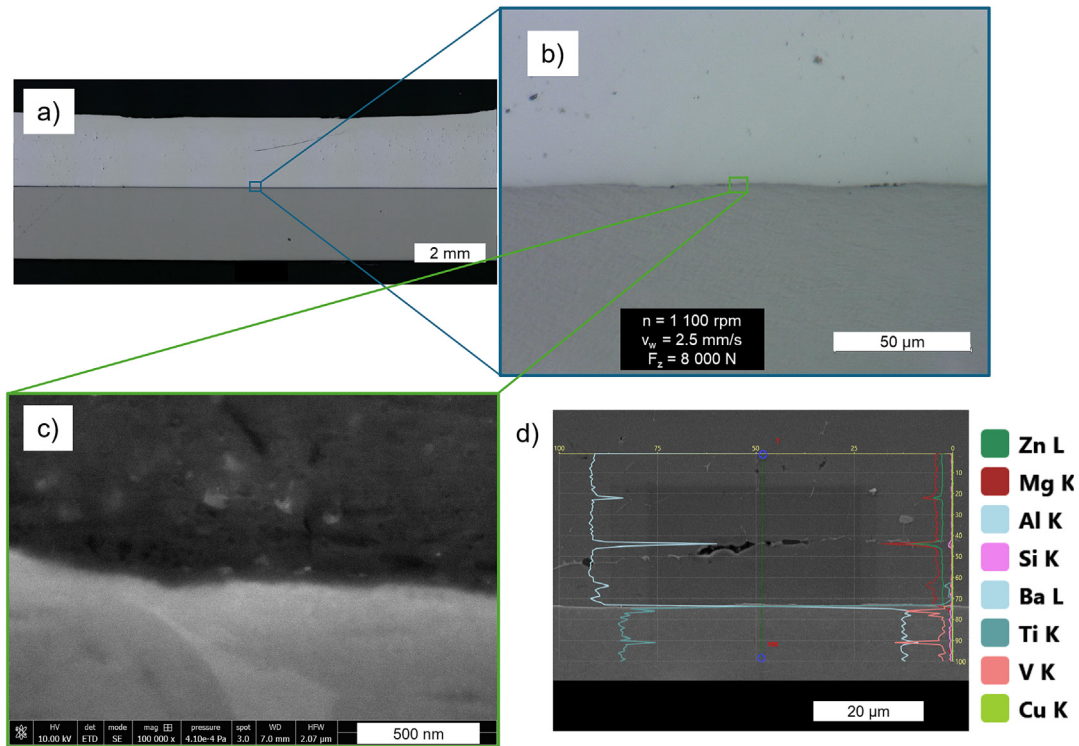 a)
2 mm
b)
n = 1 100 rpm
v_w = 2.5 mm/s
F_z = 8 000 N
50 µm
c)
HV det mode mag pressure spot WD HFW
10.00 kV ETD SE 100 000 x 4.10e-4 Pa 3.0 7.0 mm 2.07 µm
500 nm
d)
100 75 50 25 0
10
20
30
40
50
60
70
80
90
100
20 µm
Zn L
Mg K
Al K
Si K
Ba L
Ti K
V K
Cu K